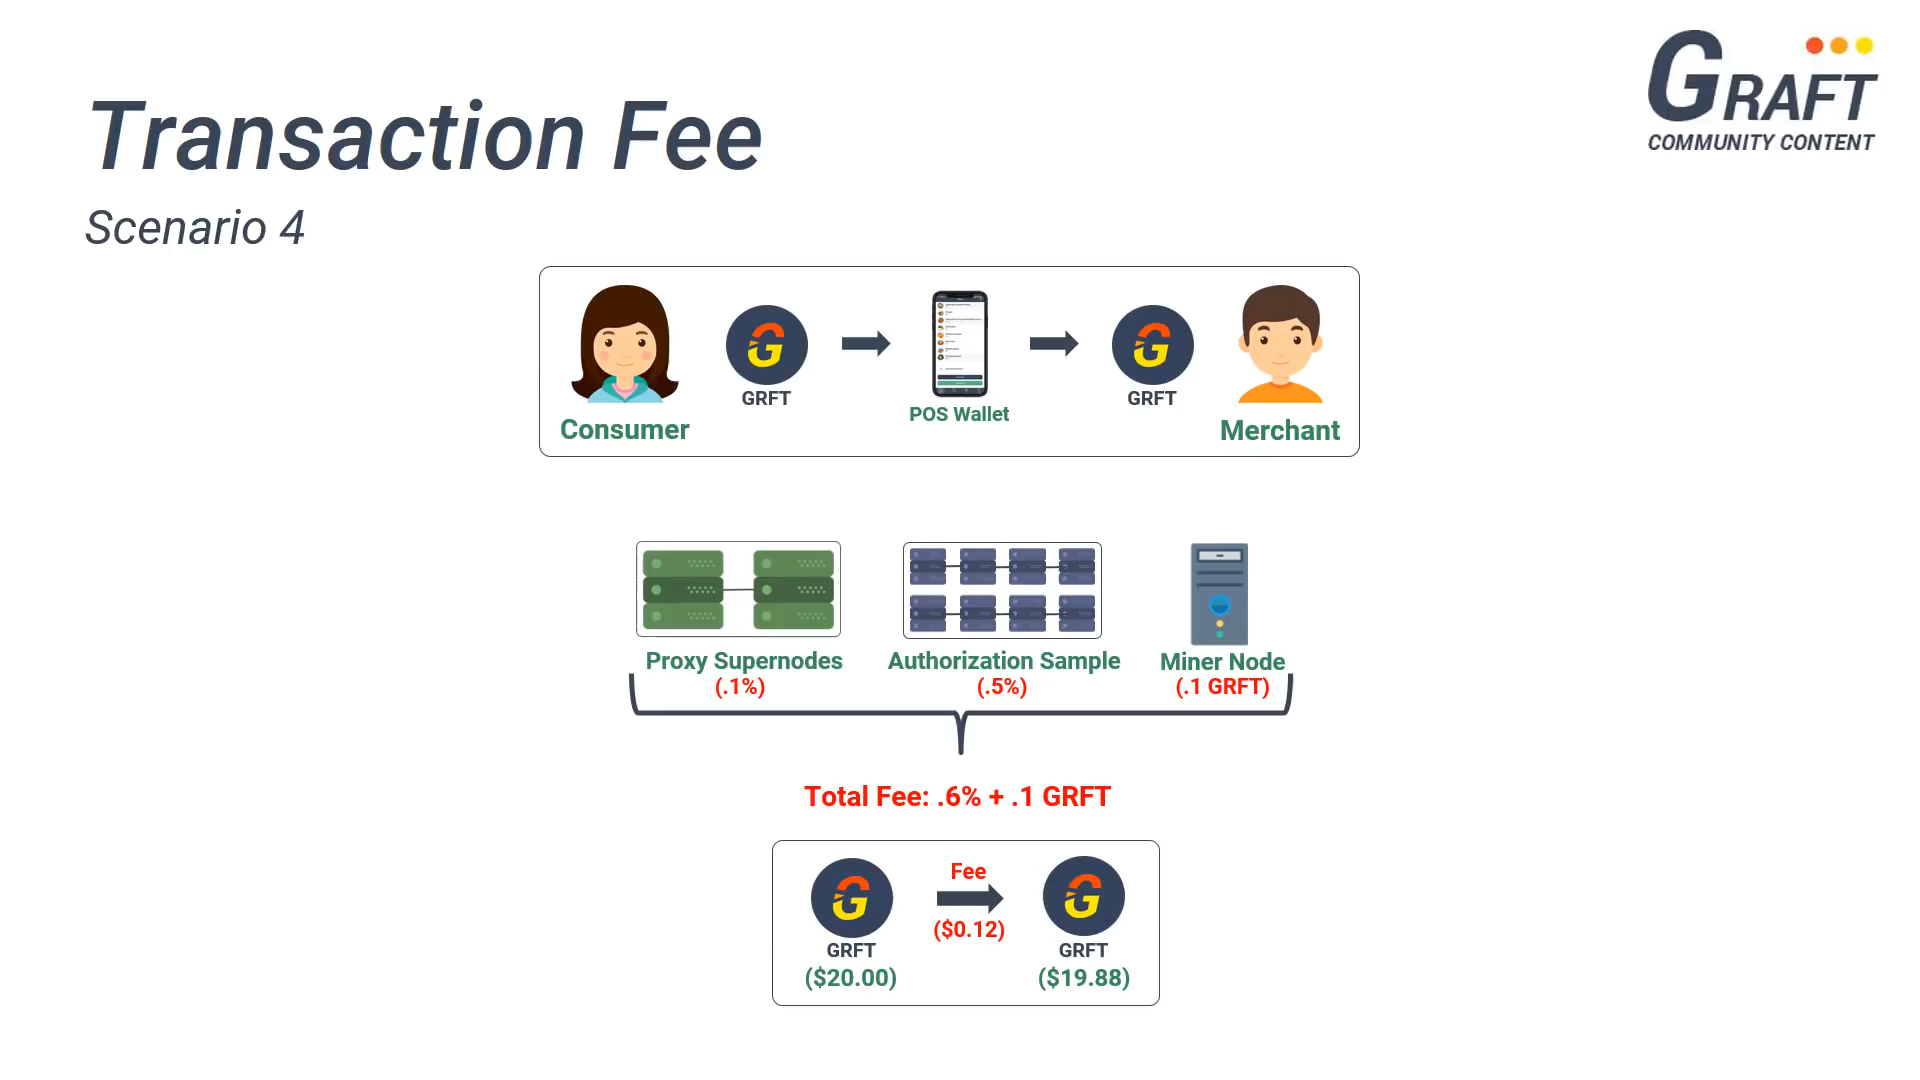 GRAFT
COMMUNITY CONTENT
Transaction Fee
Scenario 4
GRFT
GRFT
POS Wallet
Consumer
Merchant
Proxy Supernodes
Authorization Sample
Miner Node
(.1%)
(.5%)
(.1 GRFT)
Total Fee: .6% + .1 GRFT
Fee
($0.12)
GRFT
GRFT
($20.00)
($19.88)